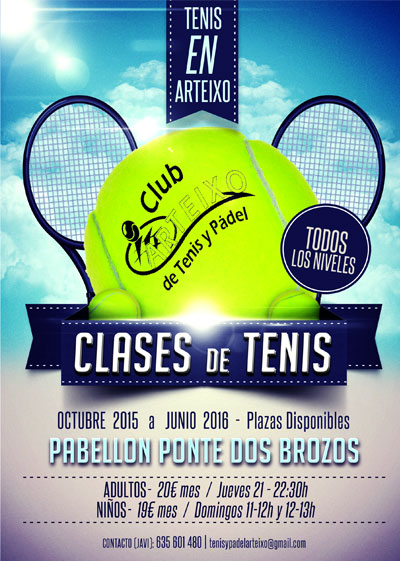 TENIS
EN
ARTEIXO
Club
ARTEIXO
de Tenis y Pádel
TODOS
LOS NIVELES
CLASES DE TENIS
OCTUBRE 2015 a JUNIO 2016 - Plazas Disponibles
PABELLON PONTE DOS BROZOS
ADULTOS- 20€ mes / Jueves 21 - 22:30h
NIÑOS- 19€ mes / Domingos 11-12h y 12-13h
CONTACTO (JAVI): 635 601 480 | tenisypadelarteixo@gmail.com